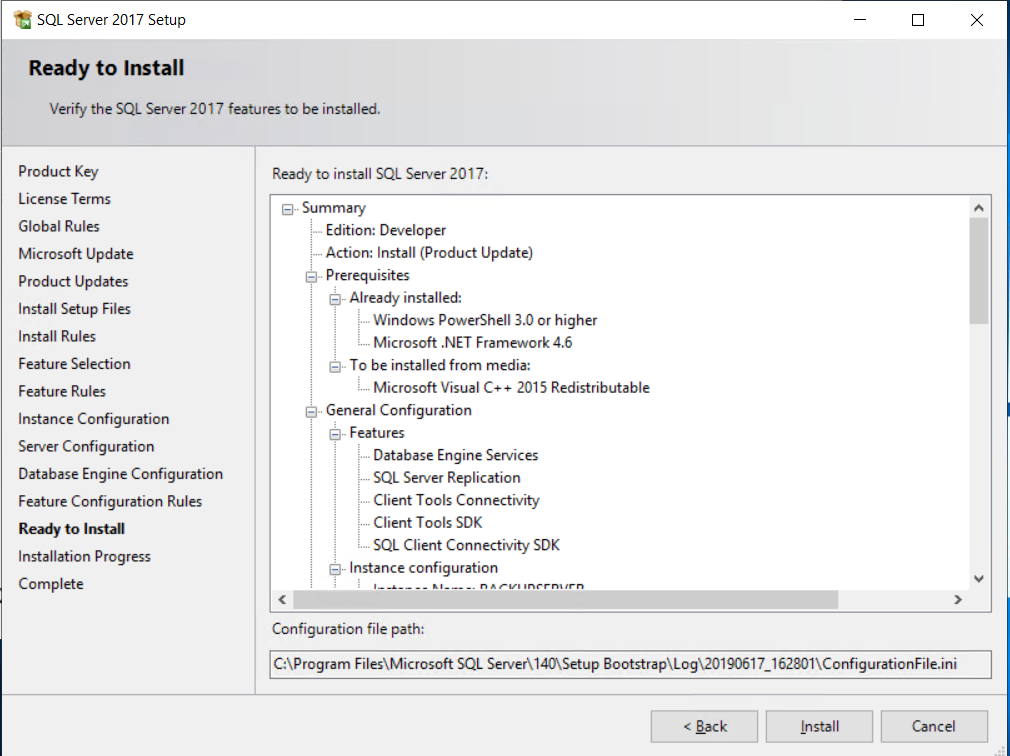 SQL Server 2017 Setup
Ready to Install
Verify the SQL Server 2017 features to be installed.
Product Key
License Terms
Global Rules
Microsoft Update
Product Updates
Install Setup Files
Install Rules
Feature Selection
Feature Rules
Instance Configuration
Server Configuration
Database Engine Configuration
Feature Configuration Rules
Ready to Install
Installation Progress
Complete
Ready to install SQL Server 2017:
Summary
Edition: Developer
Action: Install (Product Update)
Prerequisites
Already installed:
Windows PowerShell 3.0 or higher
Microsoft .NET Framework 4.6
To be installed from media:
Microsoft Visual C++ 2015 Redistributable
General Configuration
Features
Database Engine Services
SQL Server Replication
Client Tools Connectivity
Client Tools SDK
SQL Client Connectivity SDK
Instance configuration
Instance Name: BACKUPSERVER
Configuration file path:
C:\Program Files\Microsoft SQL Server\140\Setup Bootstrap\Log\20190617_162801\ConfigurationFile.ini
< Back
Install
Cancel